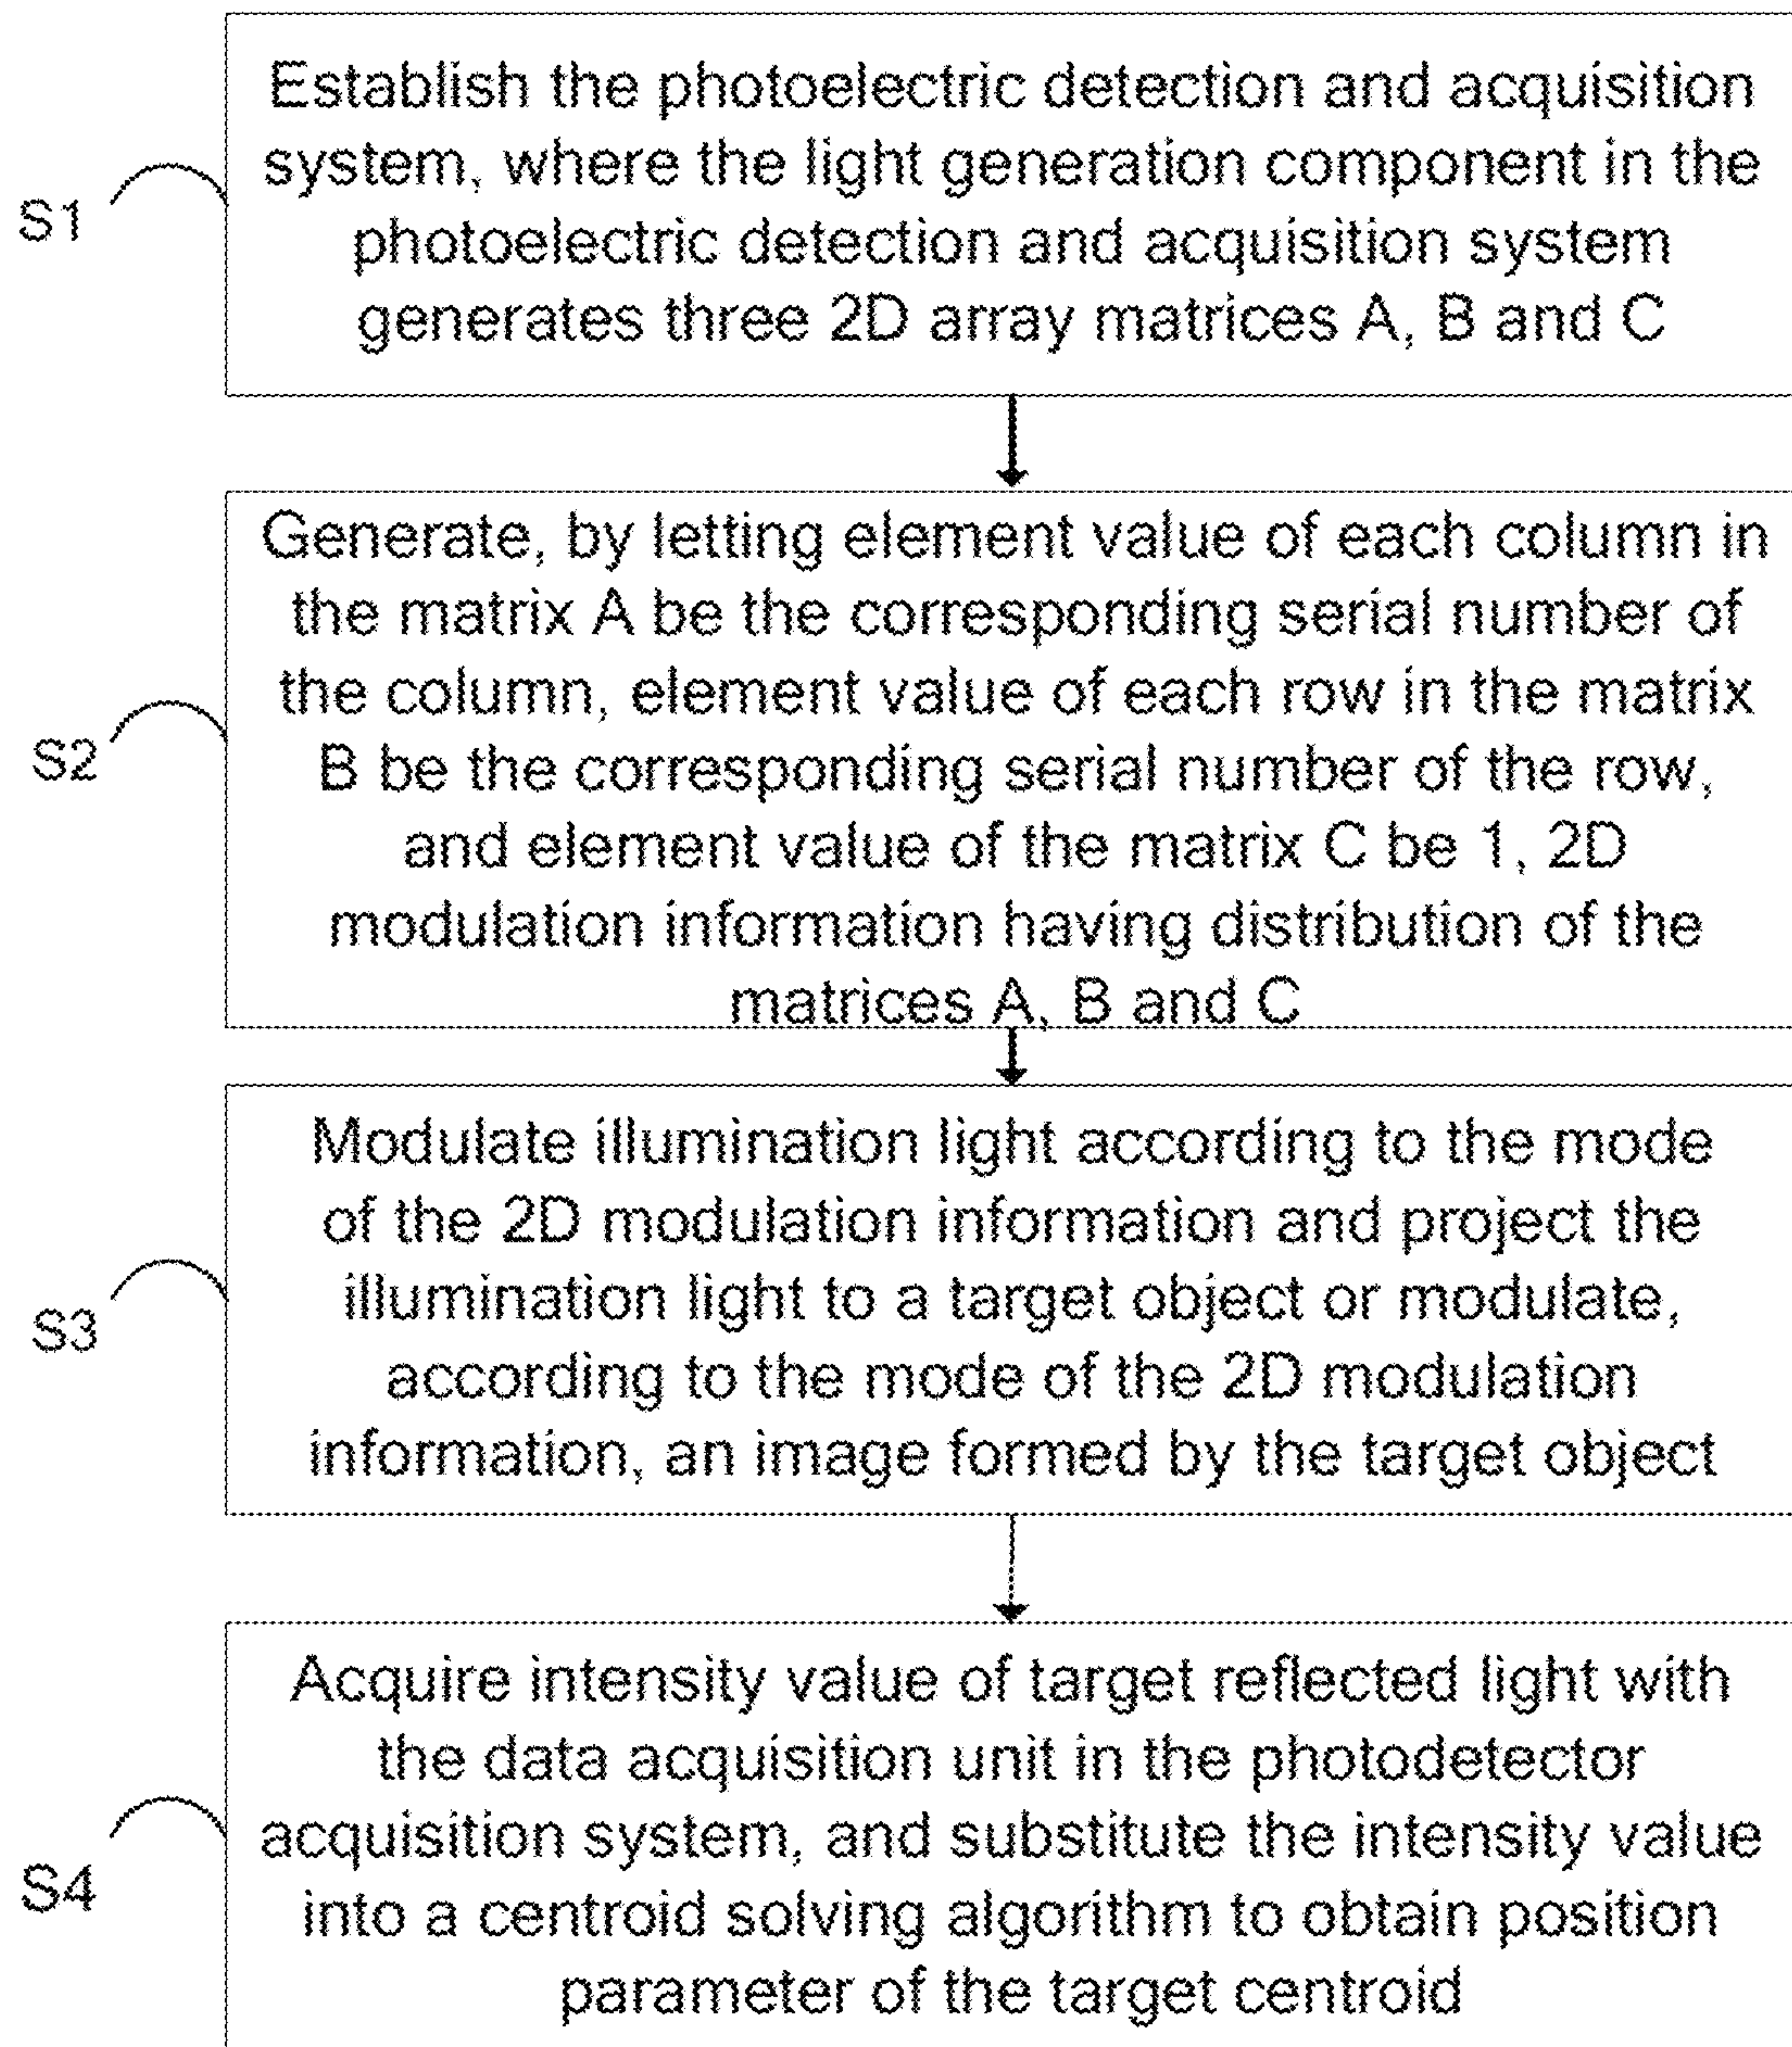 Establish the photoelectric detection and acquisition
system, where the light generation component in the
S1
photoelectric detection and acquisition system
generates three 2D array matrices A, B and C
Generate, by letting element value of each column in
the matrix A be the corresponding serial number of
the column, element value of each row in the matrix
S2
B be the corresponding serial number of the row,
and element value of the matrix C be 1, 2D
modulation information having distribution of the
matrices A, B and C
Modulate illumination light according to the mode
of the 2D modulation information and project the
illumination light to a target object or modulate,
S3
according to the mode of the 2D modulation
information, an image formed by the target object
Acquire intensity value of target reflected light with
the data acquisition unit in the photodetector
acquisition system, and substitute the intensity value
S4
into a centroid solving algorithm to obtain position
parameter of the target centroid